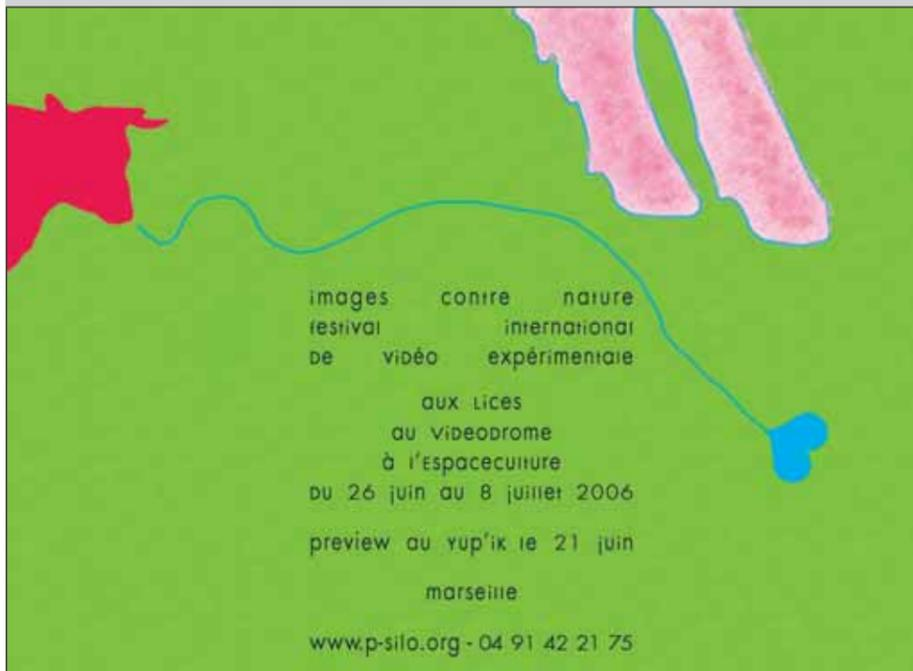 images contre nature
festival international
de vidéo expérimentale
aux Lices
au Videodrome
à l'Espaceculture
du 26 juin au 8 juillet 2006
preview au Yup'ik le 21 juin
marseille
www.p-silo.org - 04 91 42 21 75